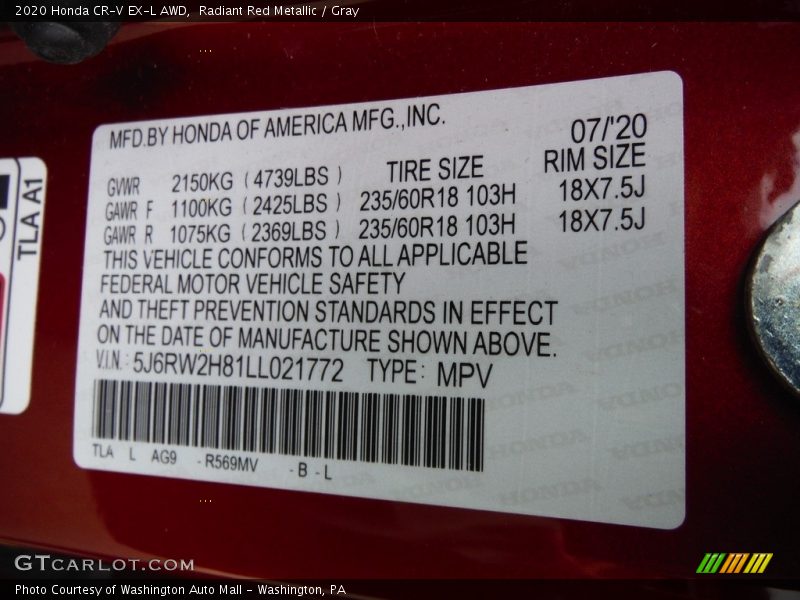 2020 Honda CR-V EX-L AWD,  Radiant Red Metallic / Gray
MFD.BY HONDA OF AMERICA MFG.,INC.
07/'20
GVWR 2150KG ( 4739LBS ) TIRE SIZE RIM SIZE
GAWR F 1100KG ( 2425LBS ) 235/60R18 103H 18X7.5J
GAWR R 1075KG ( 2369LBS ) 235/60R18 103H 18X7.5J
THIS VEHICLE CONFORMS TO ALL APPLICABLE
FEDERAL MOTOR VEHICLE SAFETY
AND THEFT PREVENTION STANDARDS IN EFFECT
ON THE DATE OF MANUFACTURE SHOWN ABOVE.
V.I.N.: 5J6RW2H81LL021772 TYPE: MPV
TLA L AG9 -R569MV -B -L
TLA A1
GTCARLOT.COM
Photo Courtesy of Washington Auto Mall - Washington, PA